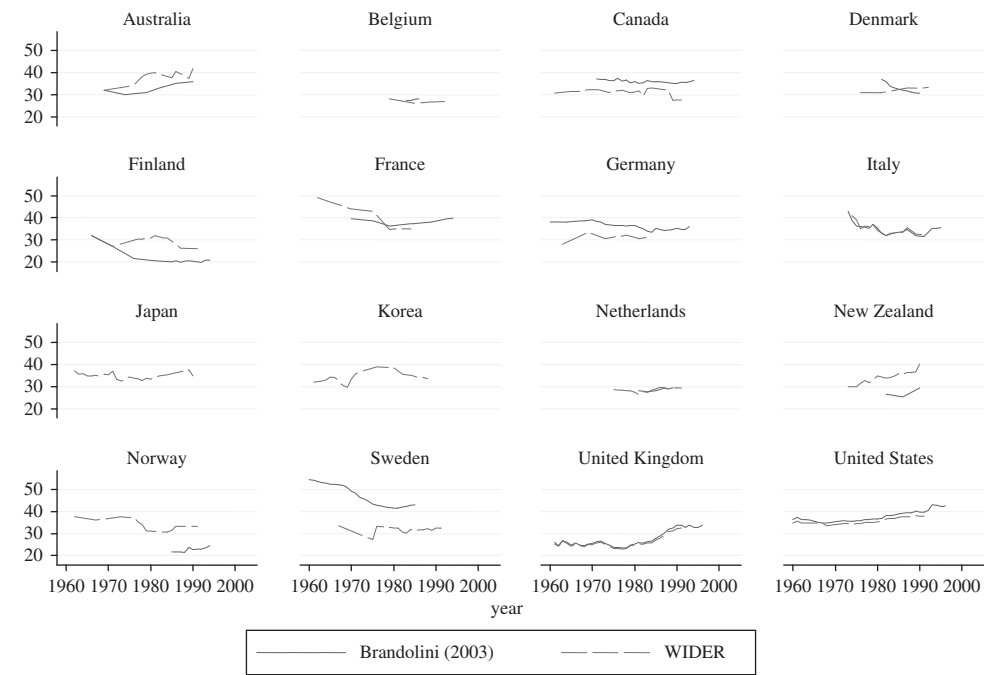 Australia Belgium Canada Denmark
50
40
30
20
Finland France Germany Italy
50
40
30
20
Japan Korea Netherlands New Zealand
50
40
30
20
Norway Sweden United Kingdom United States
50
40
30
20
1960 1970 1980 1990 2000 1960 1970 1980 1990 2000 1960 1970 1980 1990 2000 1960 1970 1980 1990 2000
year
Brandolini (2003) WIDER